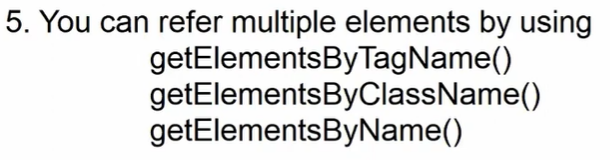 5. You can refer multiple elements by using
getElementsByTagName()
getElementsByClassName()
getElementsByName()